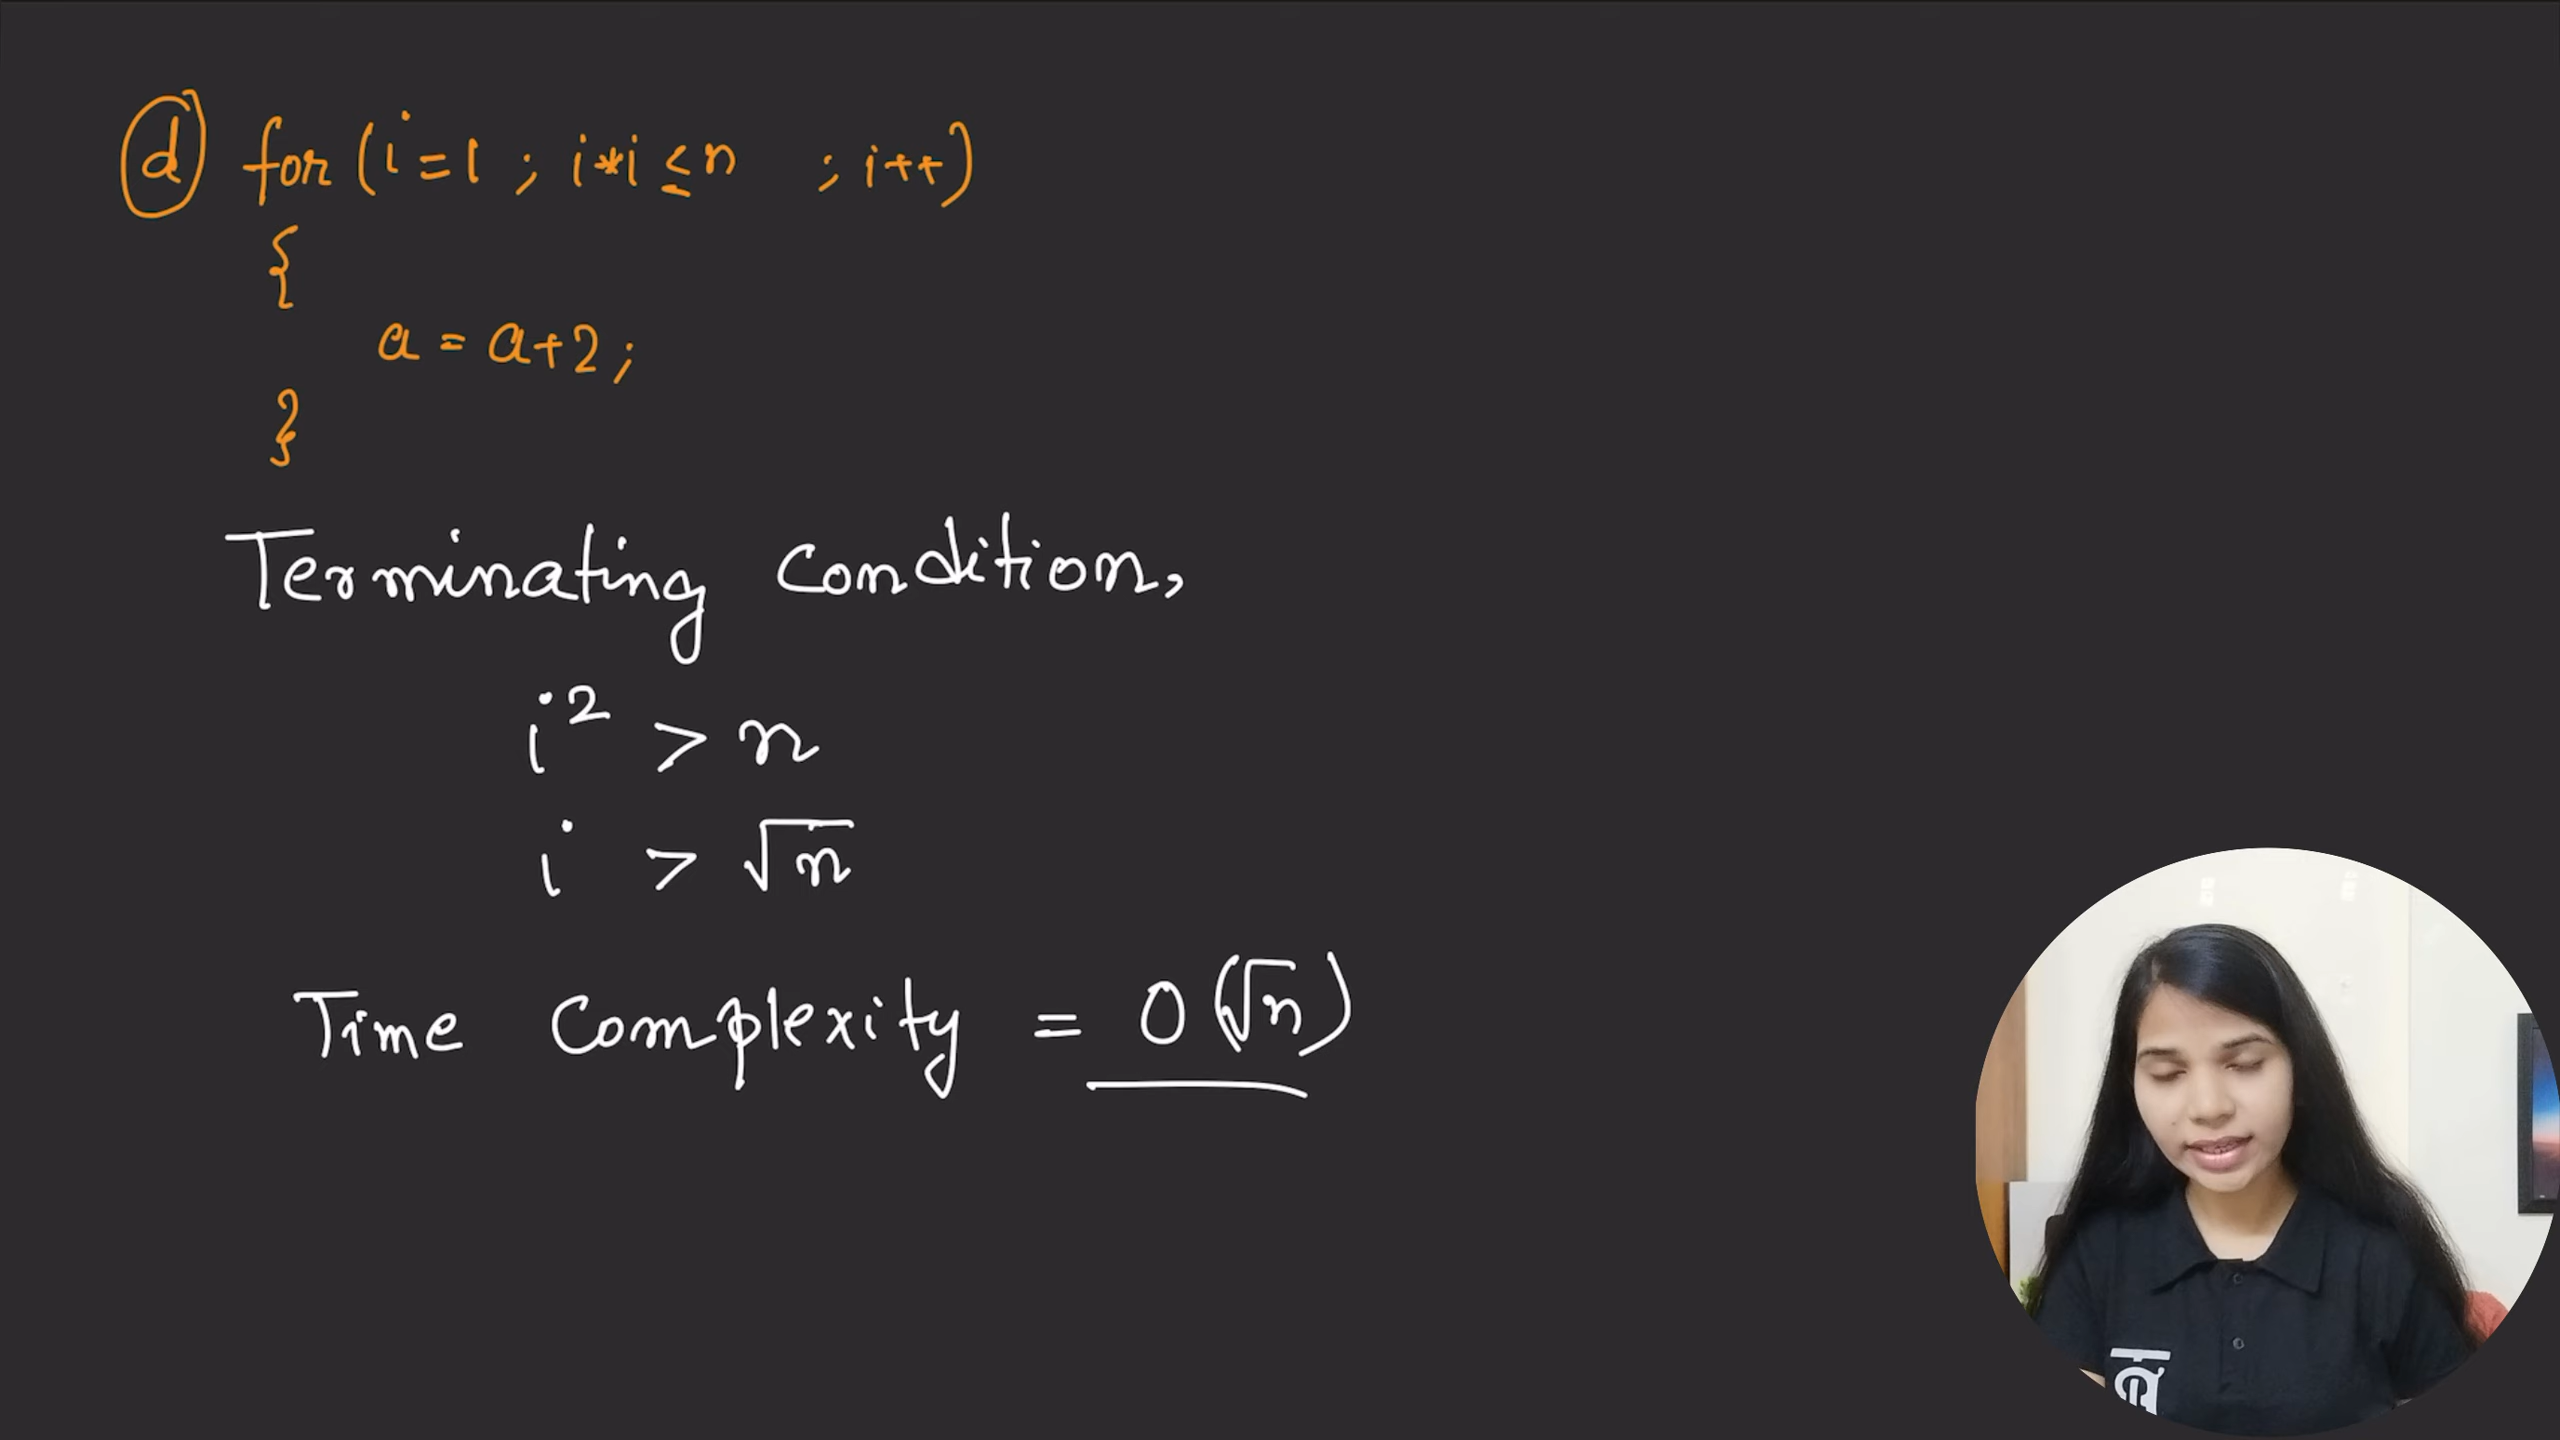 d for (i=1 ; i*i ≤ n ; i++)
{
a = a+2;
}
Terminating condition,
i² > n
i > √n
Time Complexity = O(√n)